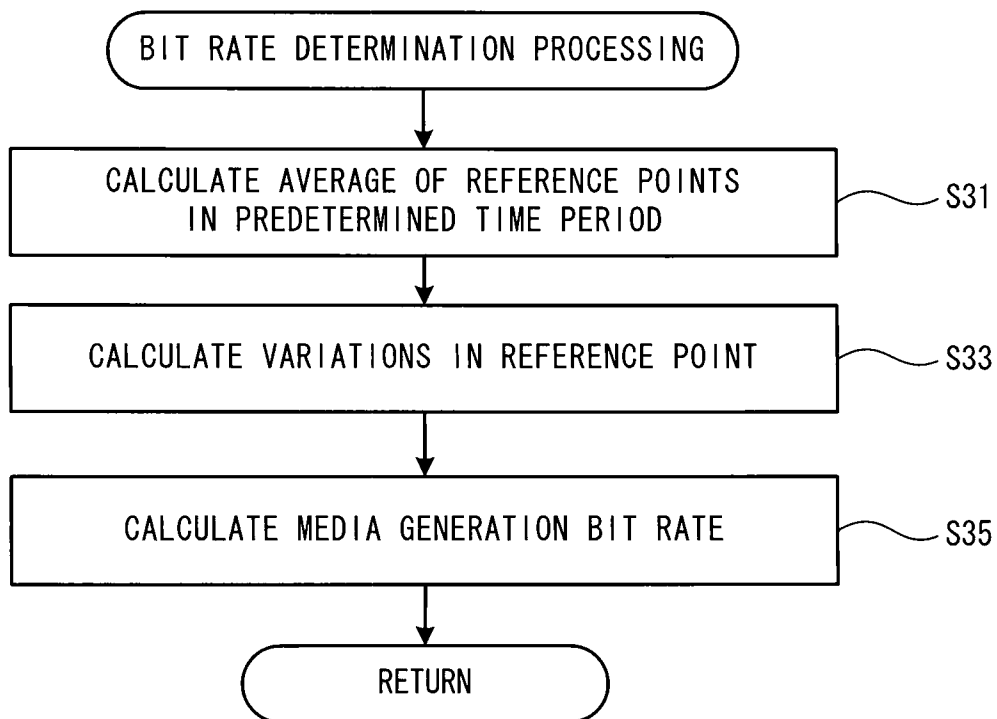 BIT RATE DETERMINATION PROCESSING
CALCULATE AVERAGE OF REFERENCE POINTS
IN PREDETERMINED TIME PERIOD
S31
CALCULATE VARIATIONS IN REFERENCE POINT
S33
CALCULATE MEDIA GENERATION BIT RATE
S35
RETURN